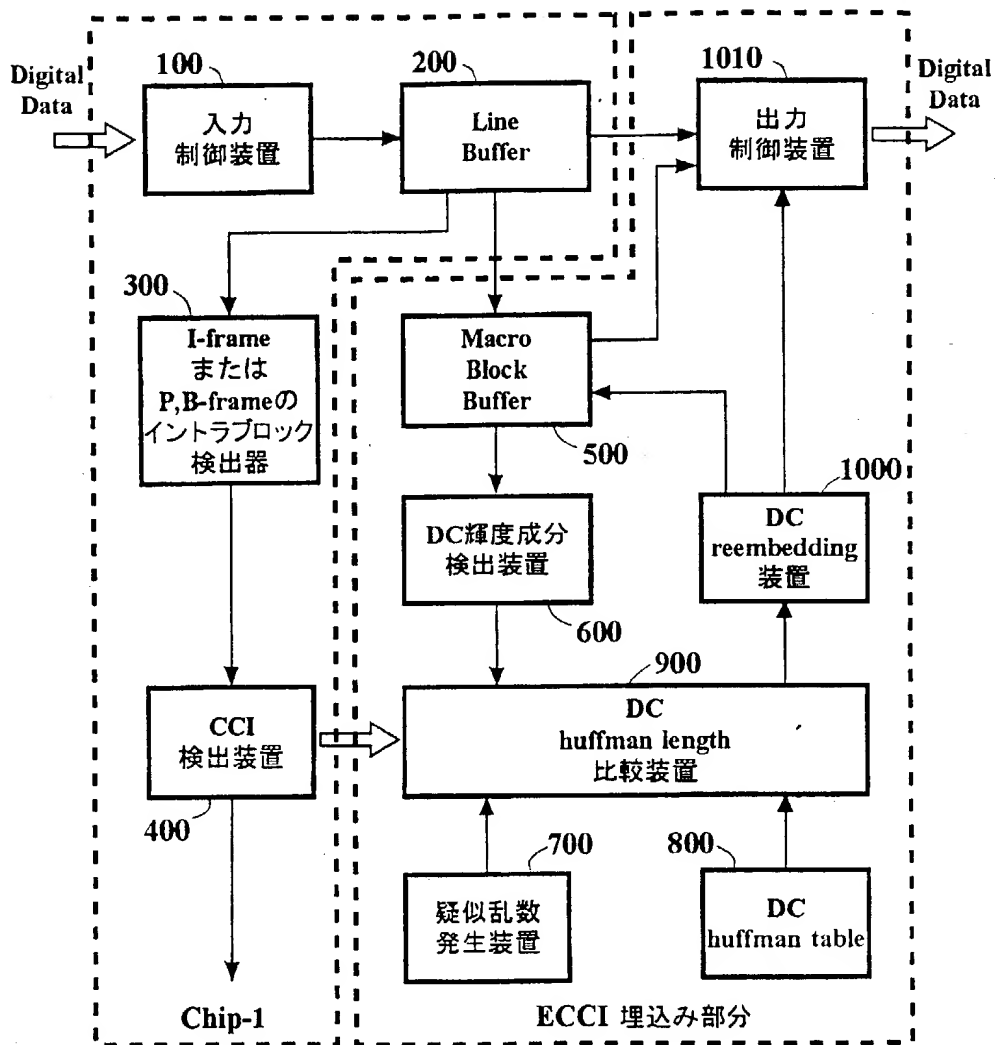 Digital
Data
100
入力
制御装置
200
Line
Buffer
1010
出力
制御装置
Digital
Data
300
I-frame
または
P,B-frameの
イントラブロック
検出器
Macro
Block
Buffer
500
DC輝度成分
検出装置
600
1000
DC
reembedding
装置
CCI
検出装置
400
900
DC
huffman length
比較装置
700
疑似乱数
発生装置
800
DC
huffman table
Chip-1
ECCI 埋込み部分